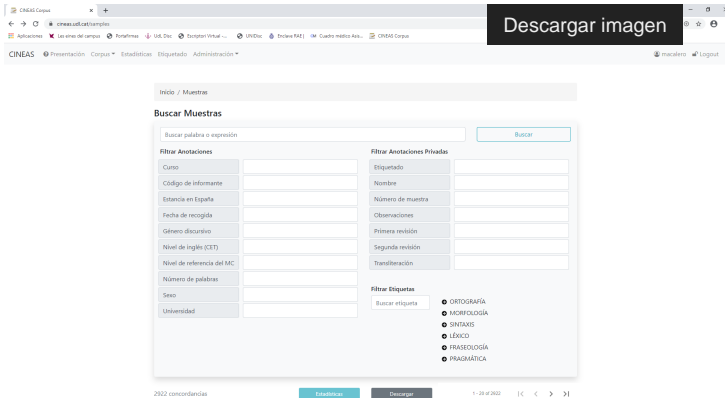 CINEAS Corpus
cineas.udl.cat/samples
Descargar imagen
Aplicaciones Les eines del campus Portafirmas UdL Doc Escriptori Virtual -... UNIDoc Enclave RAE| Cuadro médico Asis... CINEAS Corpus
CINEAS Presentación Corpus Estadísticas Etiquetado Administración macalero Logout
Inicio / Muestras
Buscar Muestras
Buscar palabra o expresión Buscar
Filtrar Anotaciones Filtrar Anotaciones Privadas
Curso Etiquetado
Código de informante Nombre
Estancia en España Número de muestra
Fecha de recogida Observaciones
Género discursivo Primera revisión
Nivel de inglés (CET) Segunda revisión
Nivel de referencia del MC Transliteración
Número de palabras
Sexo Filtrar Etiquetas
Universidad Buscar etiqueta ORTOGRAFÍA
MORFOLOGÍA
SINTAXIS
LÉXICO
FRASEOLOGÍA
PRAGMÁTICA
2922 concordancias Estadísticas Descargar 1 - 20 of 2922